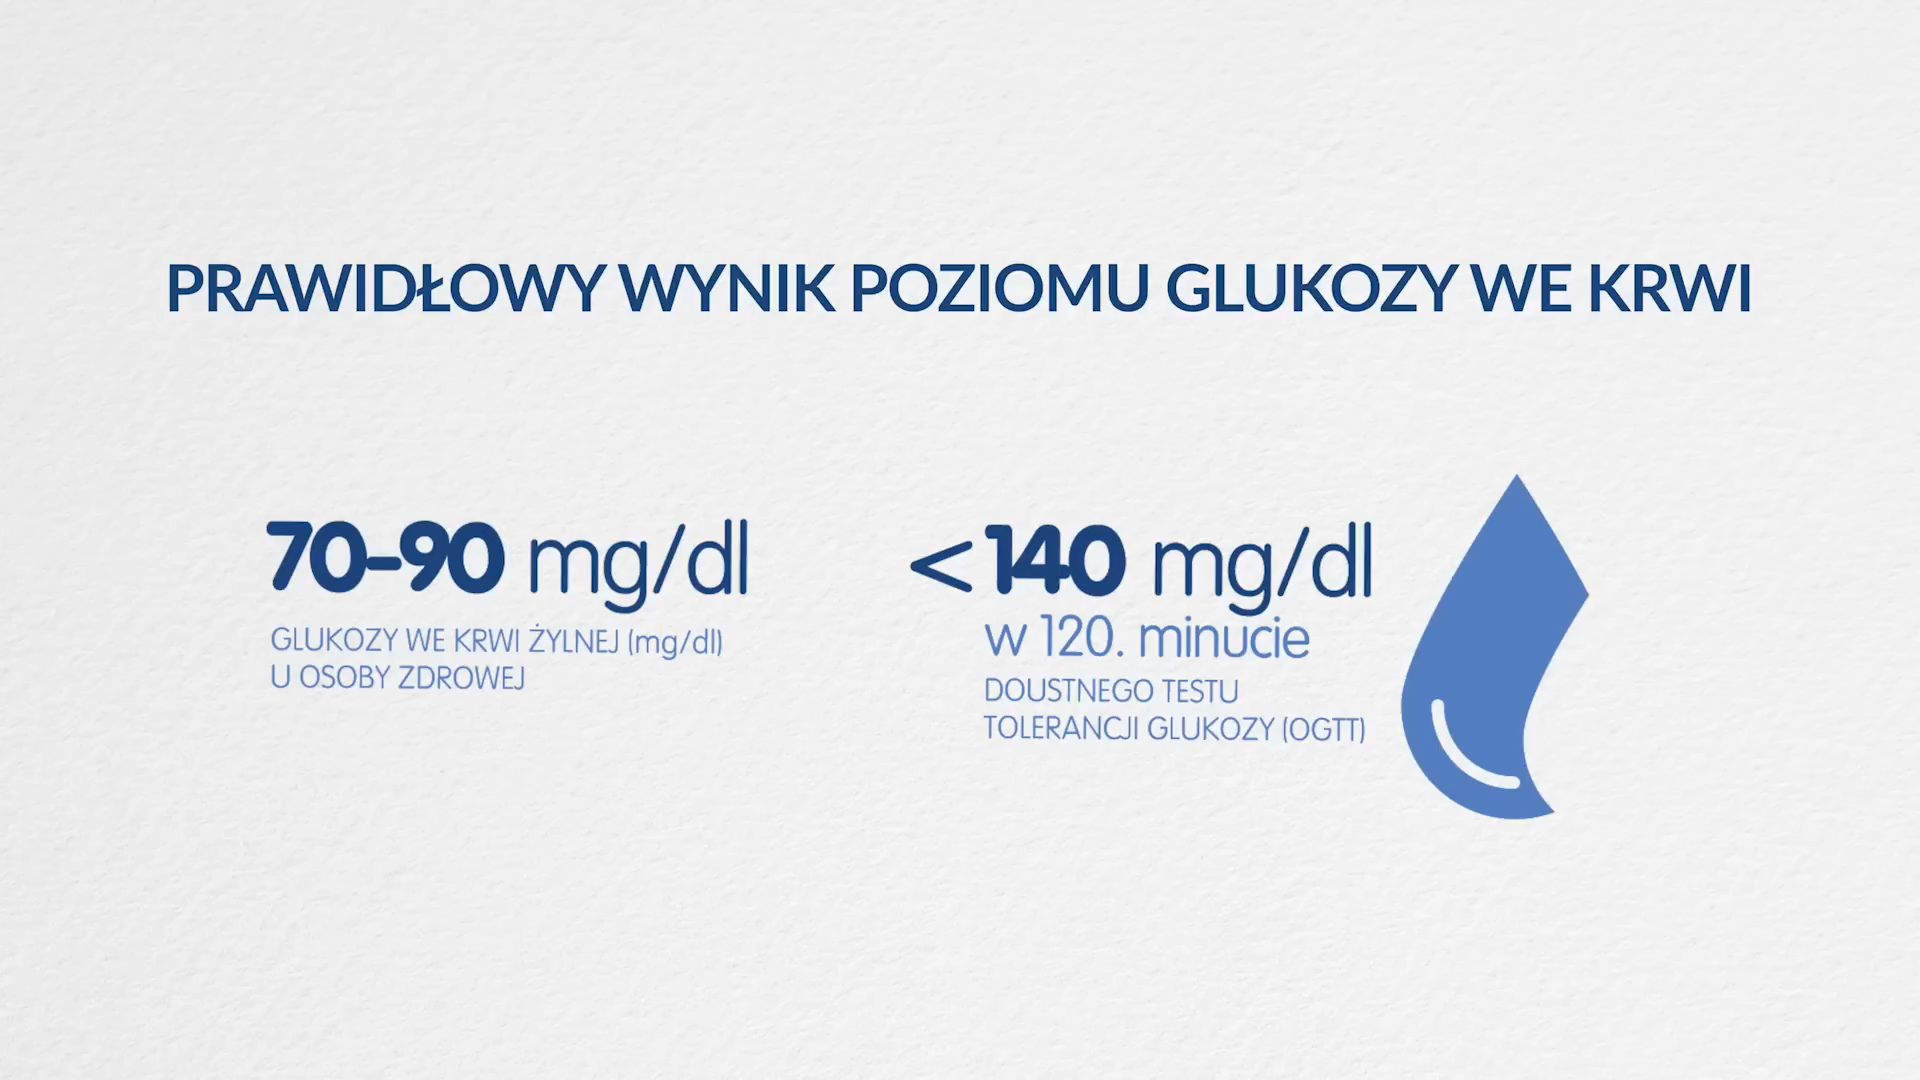 PRAWIDŁOWY WYNIK POZIOMU GLUKOZY WE KRWI
70-90 mg/dl
GLUKOZY WE KRWI ŻYLNEJ (mg/dl)
U OSOBY ZDROWEJ
<140 mg/dl
w 120. minucie
DOUSTNEGO TESTU
TOLERANCJI GLUKOZY (OGTT)